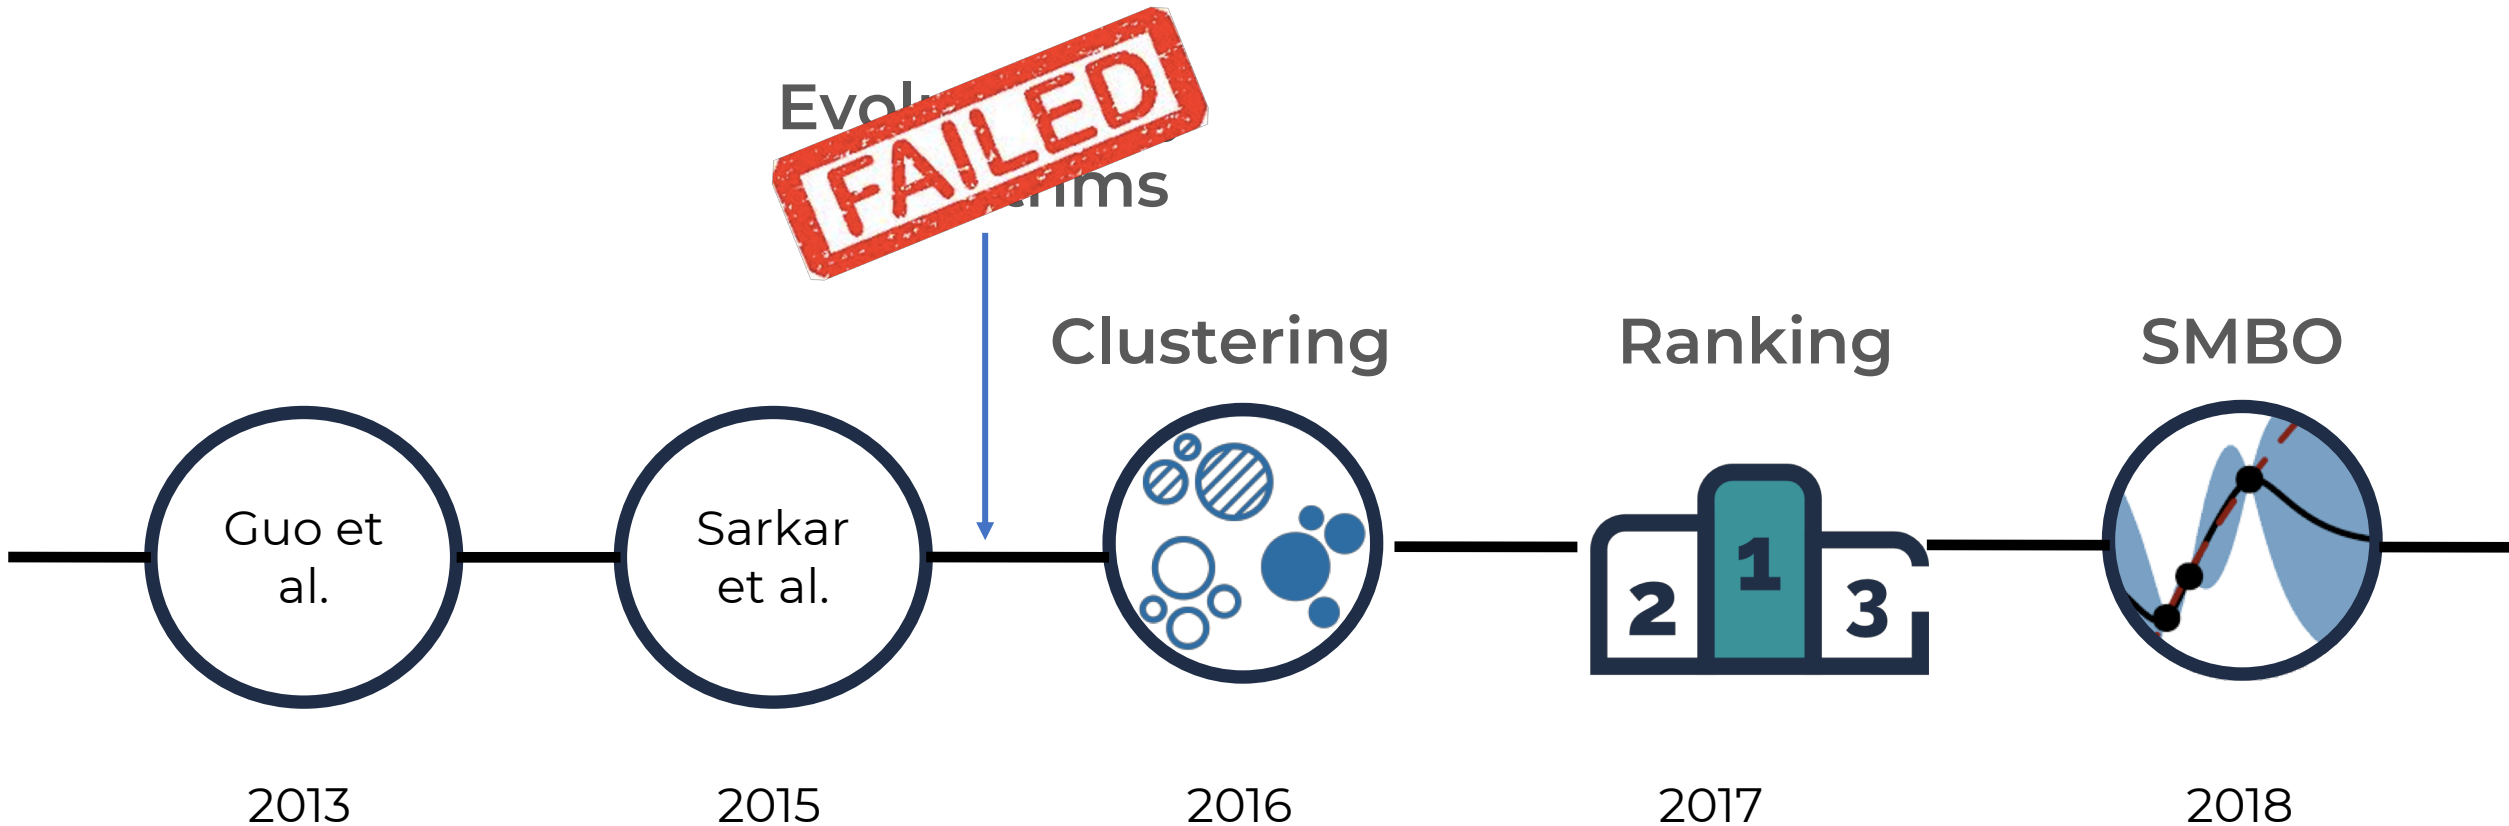 FAILED
Clustering
Ranking
SMBO
Guo et
al.
Sarkar
et al.
1
2
3
2013
2015
2016
2017
2018